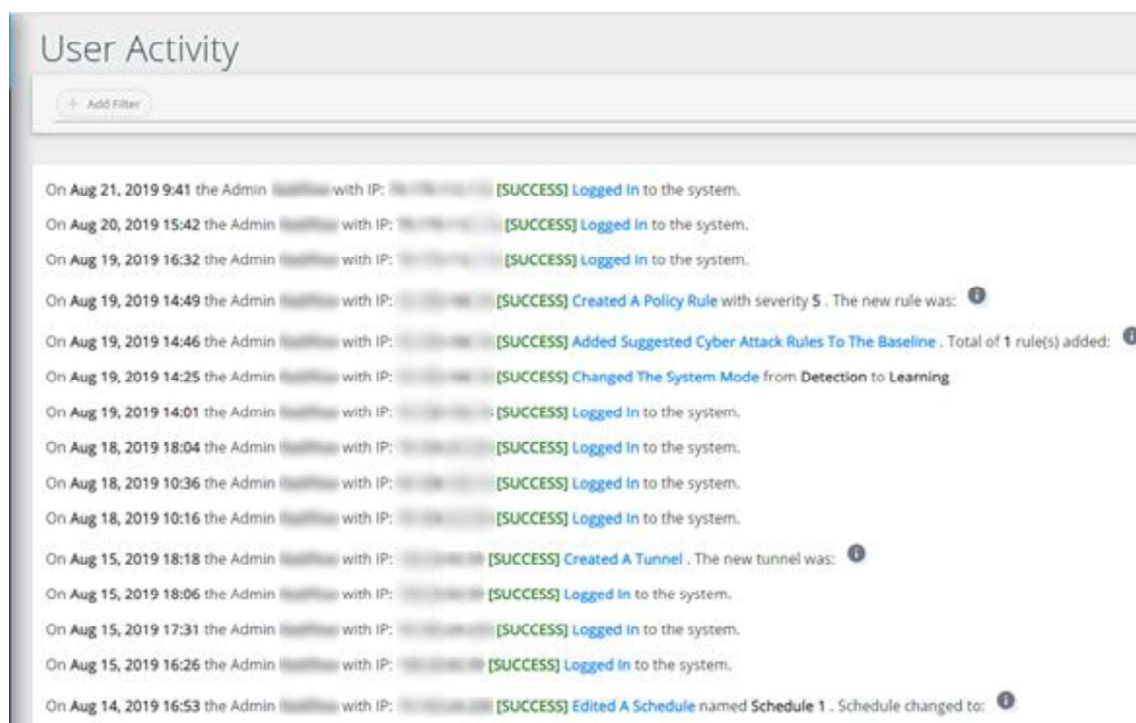 User Activity
+ Add Filter
On Aug 21, 2019 9:41 the Admin with IP: [SUCCESS] Logged In to the system.
On Aug 20, 2019 15:42 the Admin with IP: [SUCCESS] Logged In to the system.
On Aug 19, 2019 16:32 the Admin with IP: [SUCCESS] Logged In to the system.
On Aug 19, 2019 14:49 the Admin with IP: [SUCCESS] Created A Policy Rule with severity 5 . The new rule was: i
On Aug 19, 2019 14:46 the Admin with IP: [SUCCESS] Added Suggested Cyber Attack Rules To The Baseline . Total of 1 rule(s) added: i
On Aug 19, 2019 14:25 the Admin with IP: [SUCCESS] Changed The System Mode from Detection to Learning
On Aug 19, 2019 14:01 the Admin with IP: [SUCCESS] Logged In to the system.
On Aug 18, 2019 18:04 the Admin with IP: [SUCCESS] Logged In to the system.
On Aug 18, 2019 10:36 the Admin with IP: [SUCCESS] Logged In to the system.
On Aug 18, 2019 10:16 the Admin with IP: [SUCCESS] Logged In to the system.
On Aug 15, 2019 18:18 the Admin with IP: [SUCCESS] Created A Tunnel . The new tunnel was: i
On Aug 15, 2019 18:06 the Admin with IP: [SUCCESS] Logged In to the system.
On Aug 15, 2019 17:31 the Admin with IP: [SUCCESS] Logged In to the system.
On Aug 15, 2019 16:26 the Admin with IP: [SUCCESS] Logged In to the system.
On Aug 14, 2019 16:53 the Admin with IP: [SUCCESS] Edited A Schedule named Schedule 1 . Schedule changed to: i